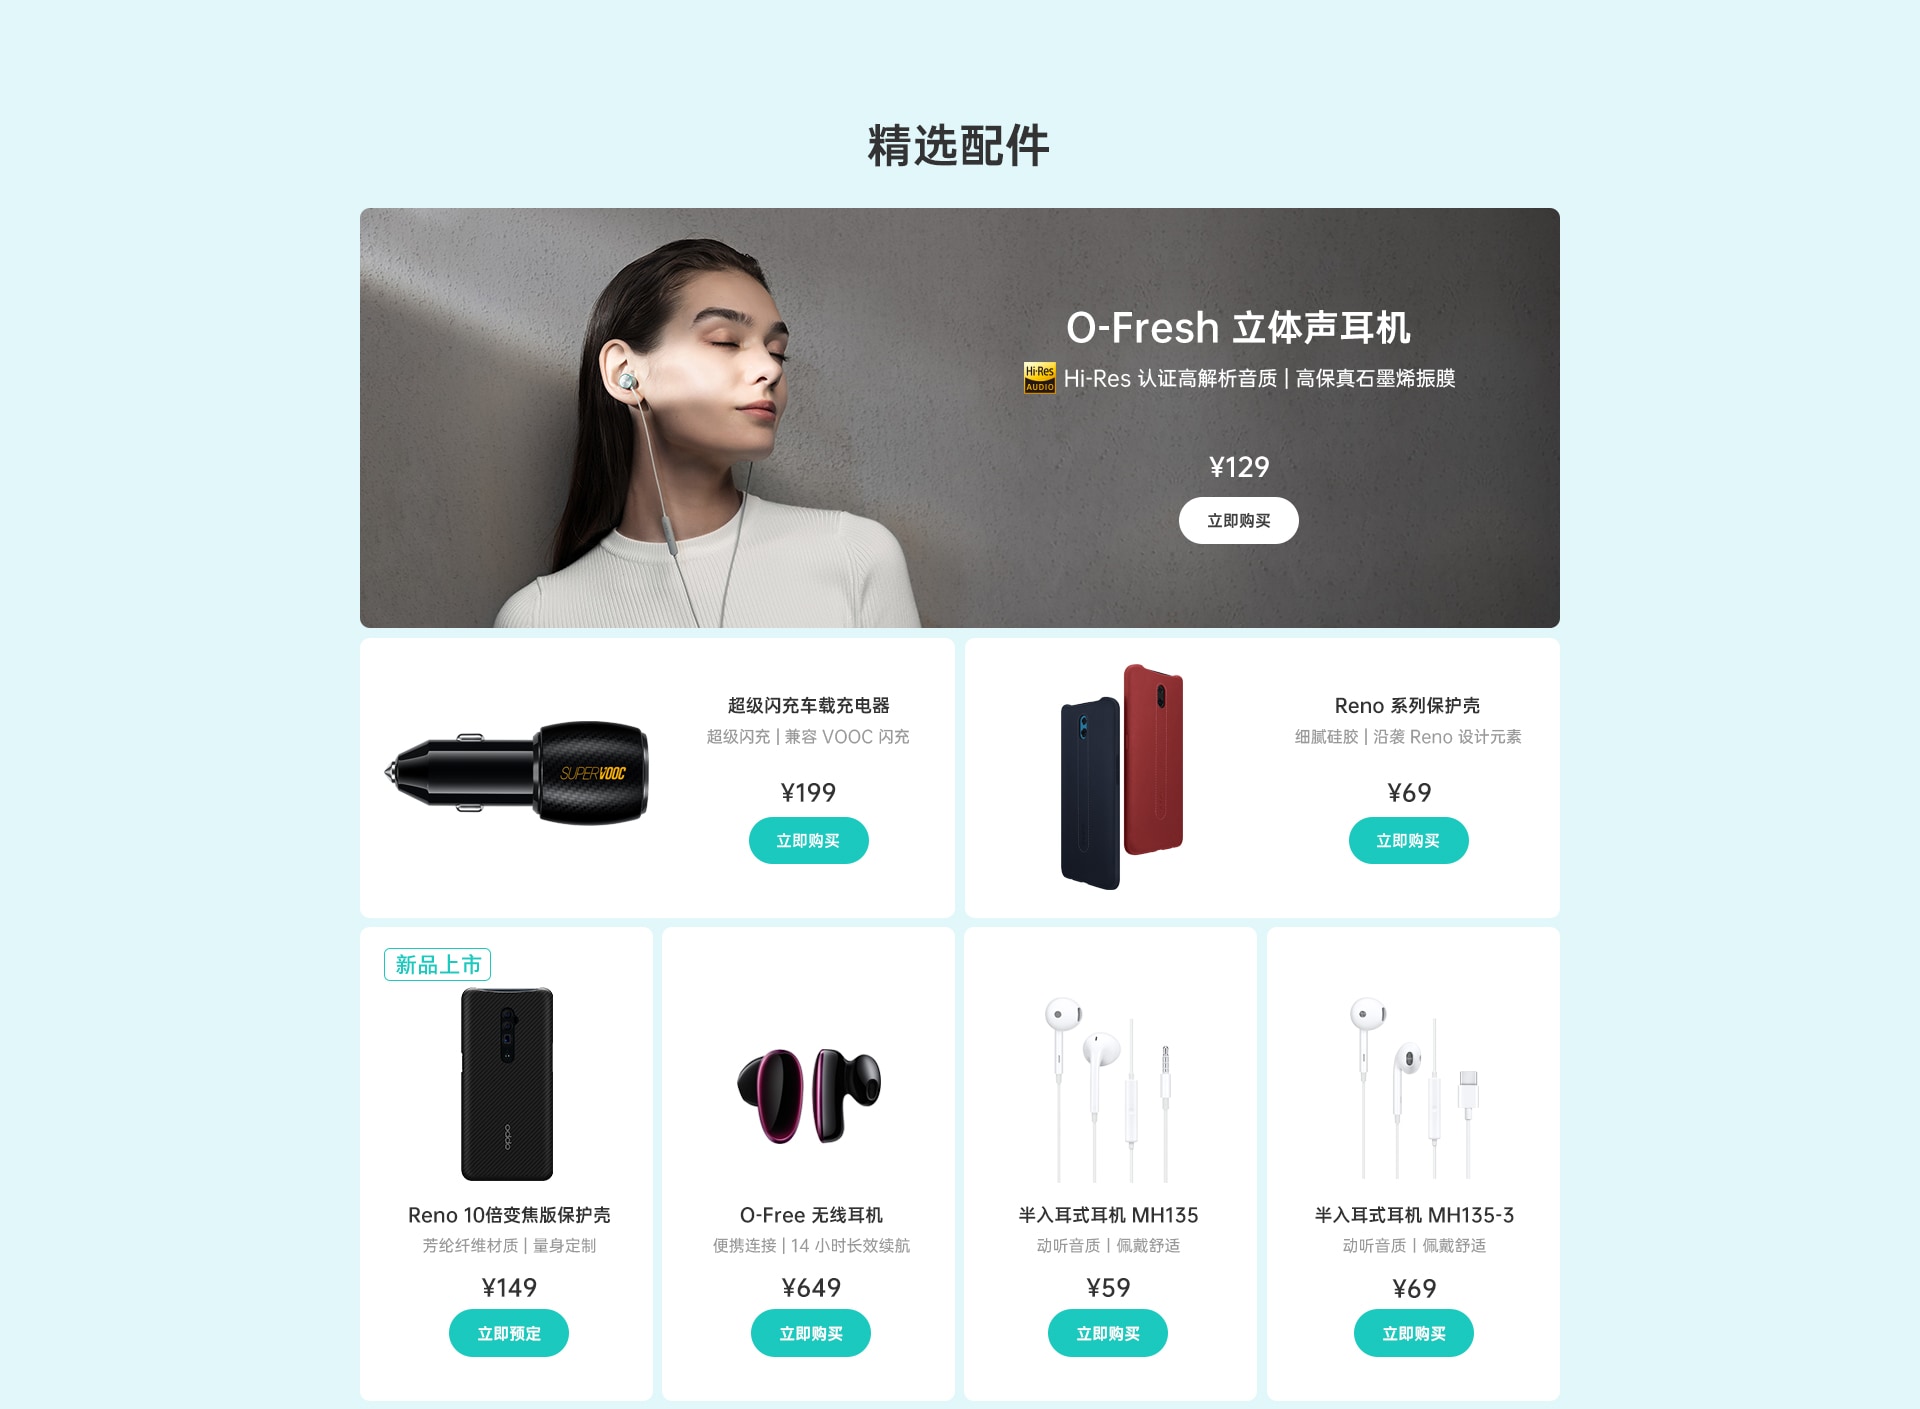 精选配件
O-Fresh 立体声耳机
Hi-Res AUDIO Hi-Res 认证高解析音质 | 高保真石墨烯振膜
¥129
立即购买
SUPERVOOC
超级闪充车载充电器
超级闪充 | 兼容 VOOC 闪充
¥199
立即购买
Reno 系列保护壳
细腻硅胶 | 沿袭 Reno 设计元素
¥69
立即购买
新品上市
oppo
Reno 10倍变焦版保护壳
芳纶纤维材质 | 量身定制
¥149
立即预定
O-Free 无线耳机
便携连接 | 14 小时长效续航
¥649
立即购买
半入耳式耳机 MH135
动听音质 | 佩戴舒适
¥59
立即购买
半入耳式耳机 MH135-3
动听音质 | 佩戴舒适
¥69
立即购买